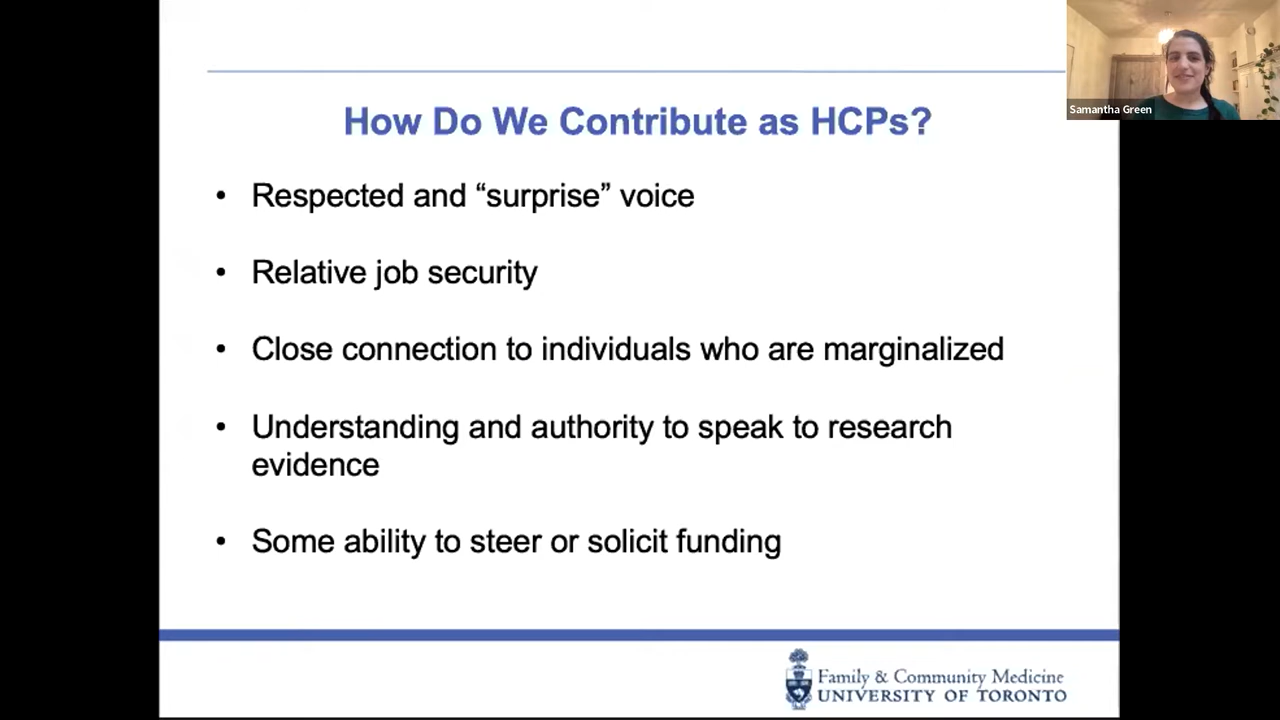 Samantha Green
How Do We Contribute as HCPs?
• Respected and “surprise” voice
• Relative job security
• Close connection to individuals who are marginalized
• Understanding and authority to speak to research
evidence
• Some ability to steer or solicit funding
Family & Community Medicine
UNIVERSITY OF TORONTO